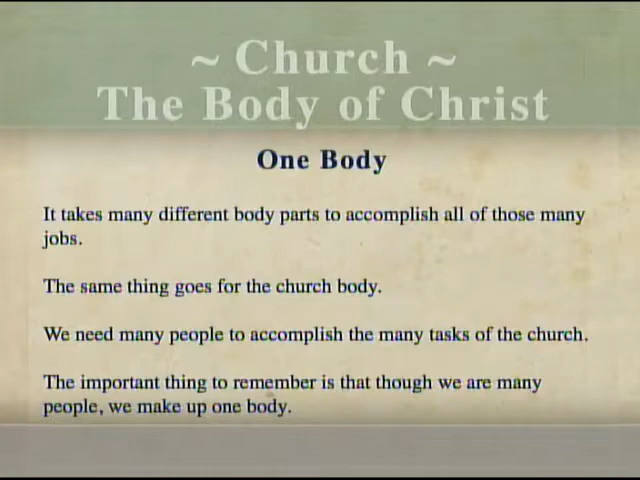 ~ Church ~
The Body of Christ
One Body
It takes many different body parts to accomplish all of those many
jobs.
The same thing goes for the church body.
We need many people to accomplish the many tasks of the church.
The important thing to remember is that though we are many
people, we make up one body.